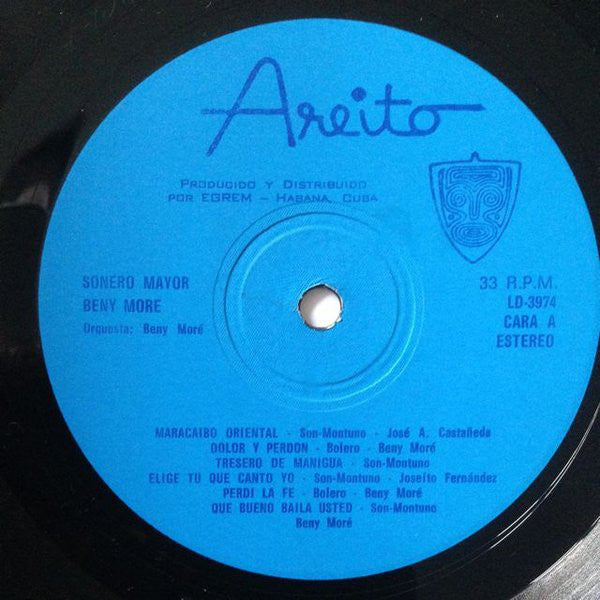 Areito
PRODUCIDO Y DISTRIBUIDO
POR EGREM - HABANA, CUBA
SONERO MAYOR
BENY MORE
Orquesta: Beny Moré
33 R.P.M.
LD-3974
CARA A
ESTEREO
MARACAIBO ORIENTAL - Son-Montuno - José A. Castañeda
DOLOR Y PERDON - Bolero - Beny Moré
TRESERO DE MANIGUA - Son-Montuno
ELIGE TU QUE CANTO YO - Son-Montuno - Joseíto Fernández
PERDI LA FE - Bolero - Beny Moré
QUE BUENO BAILA USTED - Son-Montuno
Beny Moré